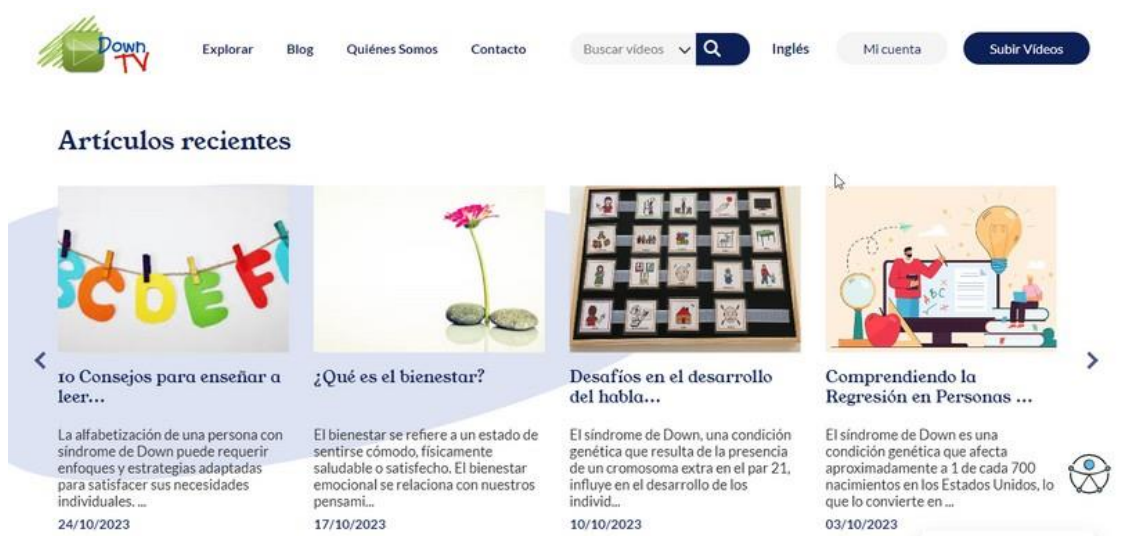 Down
TV
Explorar
Blog
Quiénes Somos
Contacto
Buscar vídeos
Inglés
Mi cuenta
Subir Vídeos
Artículos recientes
BCDEF
ABC
10 Consejos para enseñar a
leer...
La alfabetización de una persona con
síndrome de Down puede requerir
enfoques y estrategias adaptadas
para satisfacer sus necesidades
individuales. ...
24/10/2023
¿Qué es el bienestar?
El bienestar se refiere a un estado de
sentirse cómodo, físicamente
saludable o satisfecho. El bienestar
emocional se relaciona con nuestros
pensami...
17/10/2023
Desafíos en el desarrollo
del habla...
El síndrome de Down, una condición
genética que resulta de la presencia
de un cromosoma extra en el par 21,
influye en el desarrollo de los
individ...
10/10/2023
Comprendiendo la
Regresión en Personas ...
El síndrome de Down es una
condición genética que afecta
aproximadamente a 1 de cada 700
nacimientos en los Estados Unidos, lo
que lo convierte en ...
03/10/2023